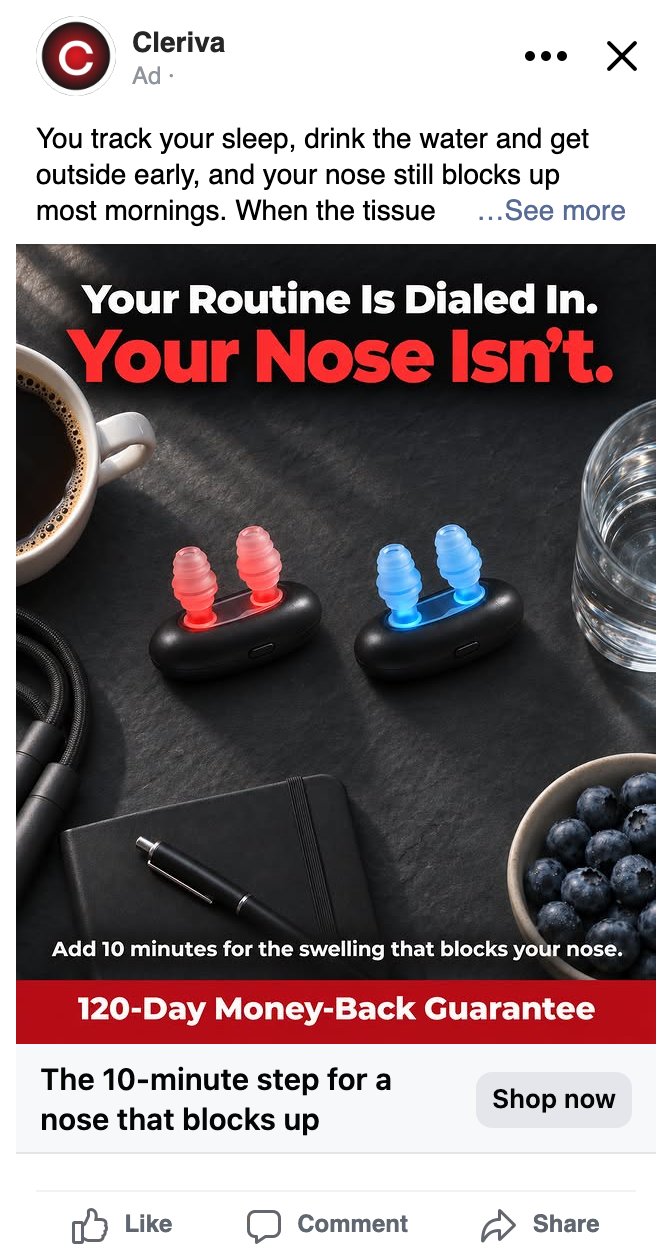 Cleriva
Ad ·
You track your sleep, drink the water and get
outside early, and your nose still blocks up
most mornings. When the tissue ...See more
Your Routine Is Dialed In.
Your Nose Isn't.
Add 10 minutes for the swelling that blocks your nose.
120-Day Money-Back Guarantee
The 10-minute step for a
nose that blocks up
Shop now
Like Comment Share